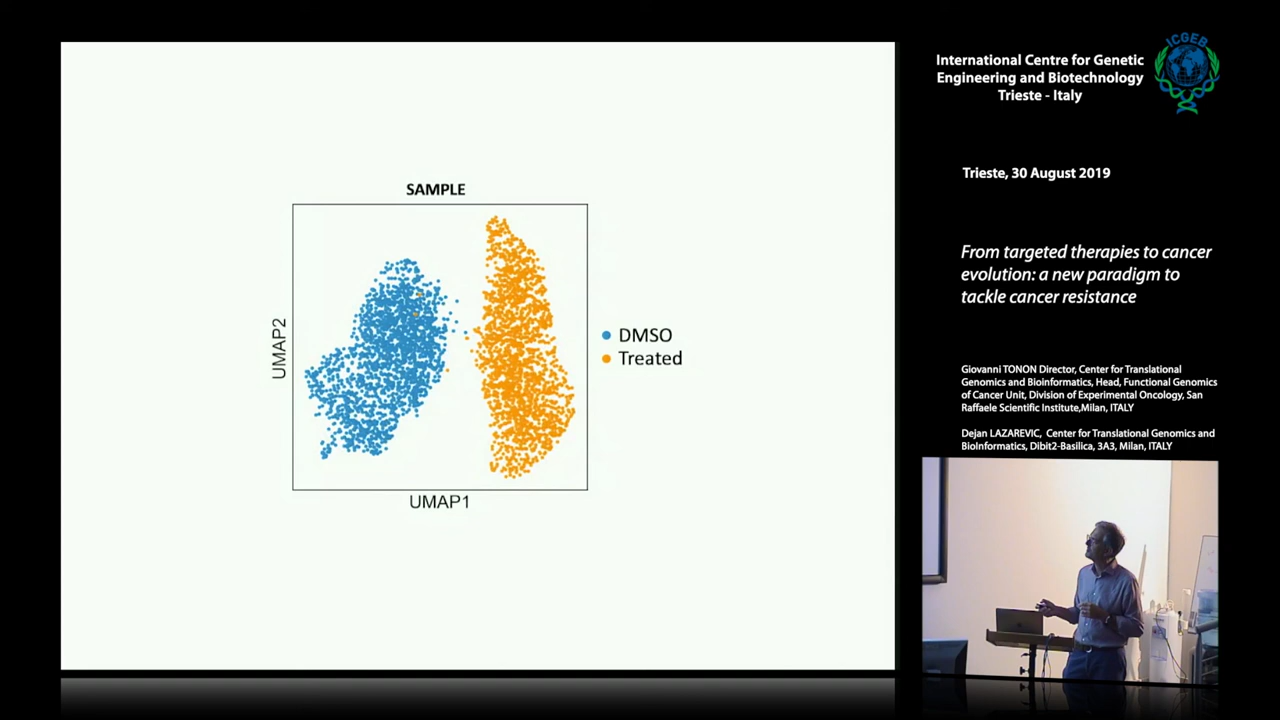 SAMPLE
UMAP2
UMAP1
DMSO
Treated
International Centre for Genetic
Engineering and Biotechnology
Trieste - Italy
ICGEB
Trieste, 30 August 2019
From targeted therapies to cancer
evolution: a new paradigm to
tackle cancer resistance
Giovanni TONON Director, Center for Translational
Genomics and Bioinformatics, Head, Functional Genomics
of Cancer Unit, Division of Experimental Oncology, San
Raffaele Scientific Institute,Milan, ITALY
Dejan LAZAREVIC, Center for Translational Genomics and
BioInformatics, Dibit2-Basilica, 3A3, Milan, ITALY